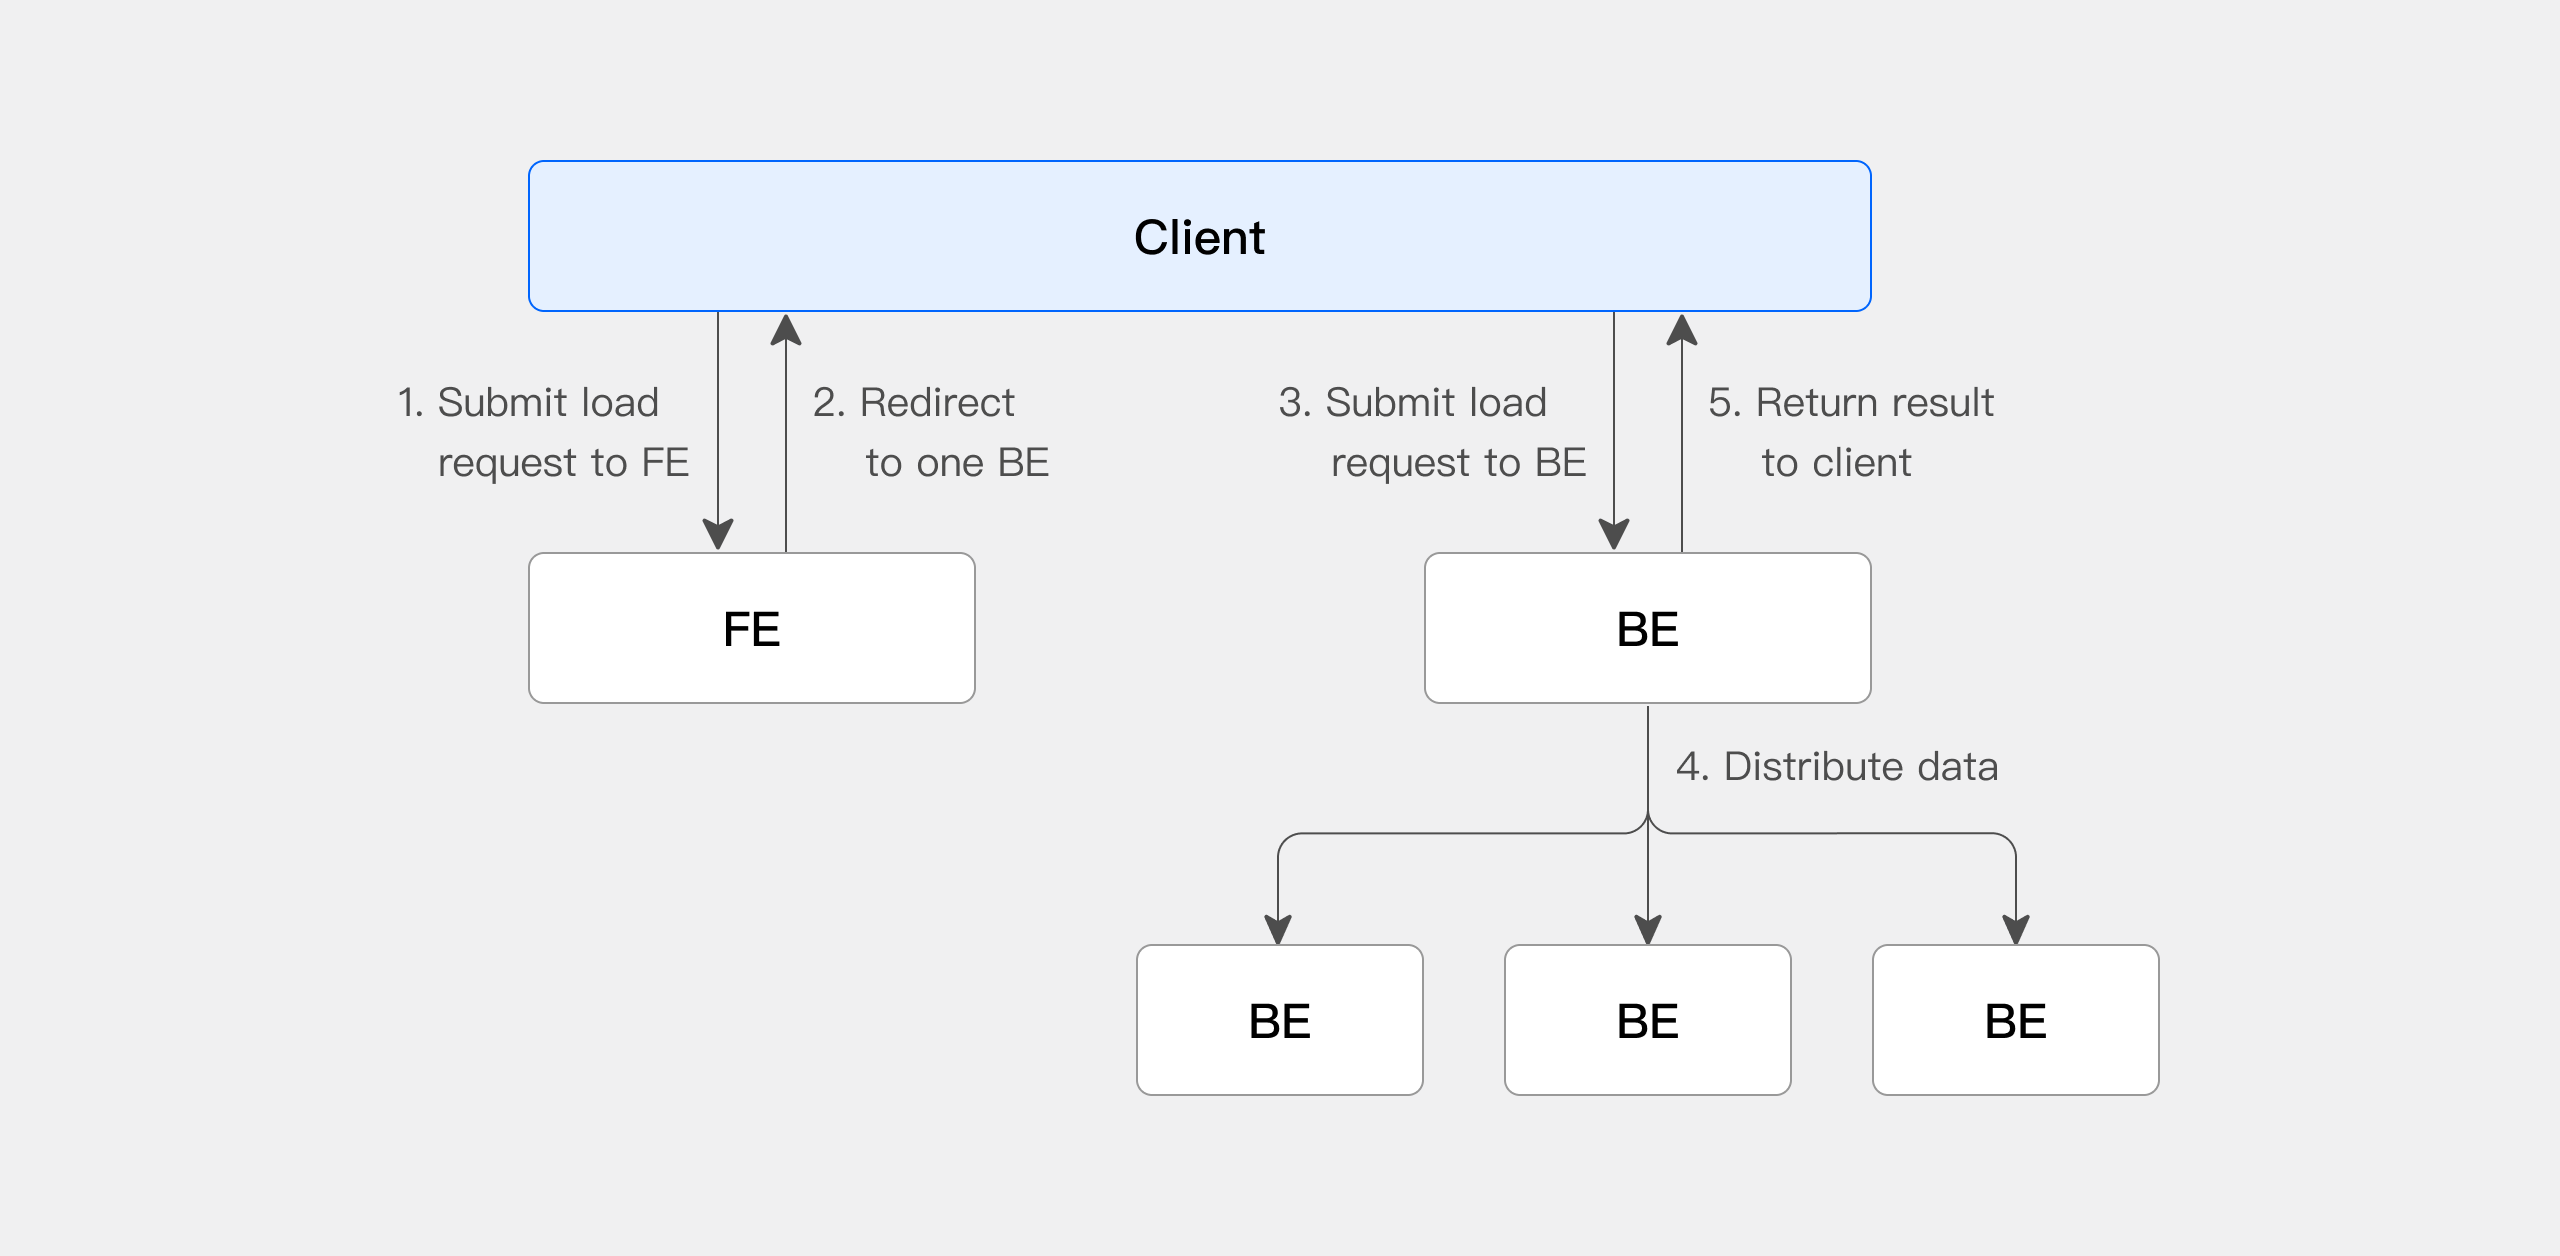 Client
1. Submit load
request to FE
2. Redirect
to one BE
3. Submit load
request to BE
5. Return result
to client
FE
BE
4. Distribute data
BE
BE
BE